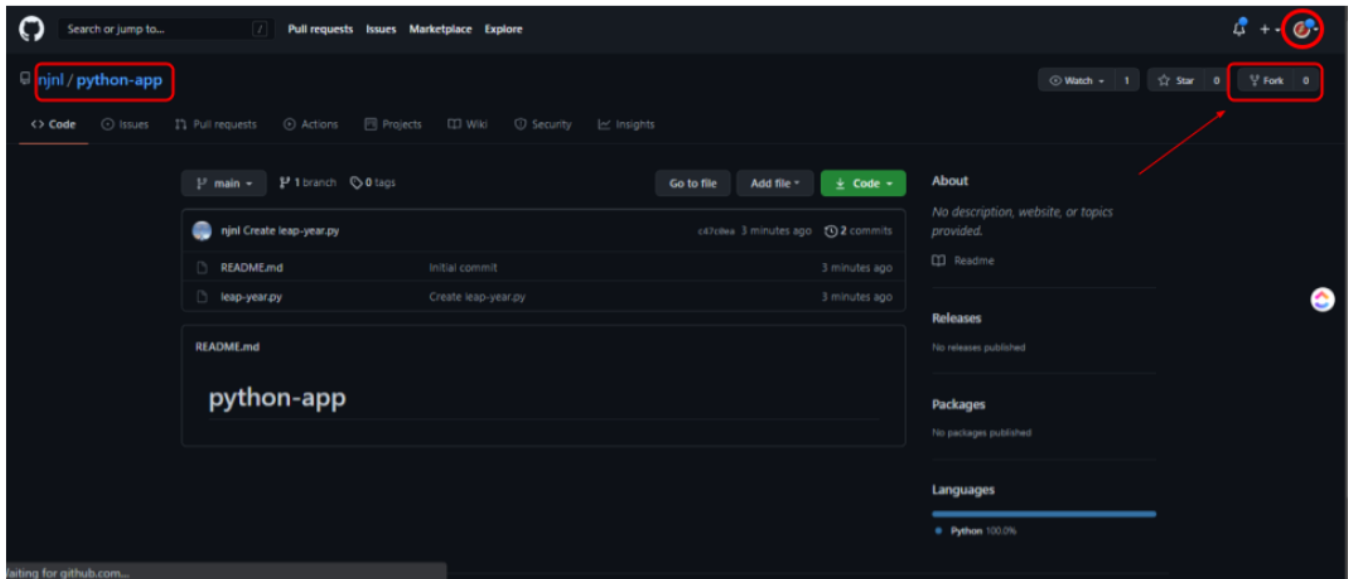 Search or jump to... /
Pull requests Issues Marketplace Explore
njnl / python-app
Watch 1 Star 0 Fork 0
Code Issues Pull requests Actions Projects Wiki Security Insights
main 1 branch 0 tags Go to file Add file Code
njnl Create leap-year.py 3 minutes ago 2 commits
README.md Initial commit 3 minutes ago
leap-year.py Create leap-year.py 3 minutes ago
README.md
python-app
About
No description, website, or topics
provided.
Readme
Releases
No releases published
Packages
No packages published
Languages
Python 100.0%
for github.com...